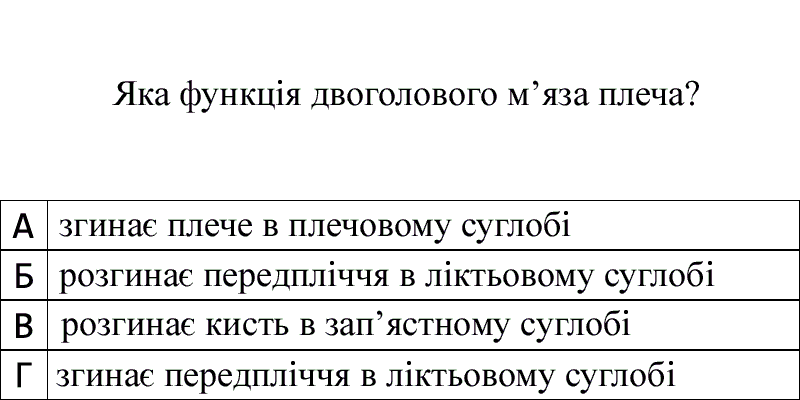 Яка функція двоголового м’яза плеча?
А згинає плече в плечовому суглобі
Б розгинає передпліччя в ліктьовому суглобі
В розгинає кисть в зап’ястному суглобі
Г згинає передпліччя в ліктьовому суглобі